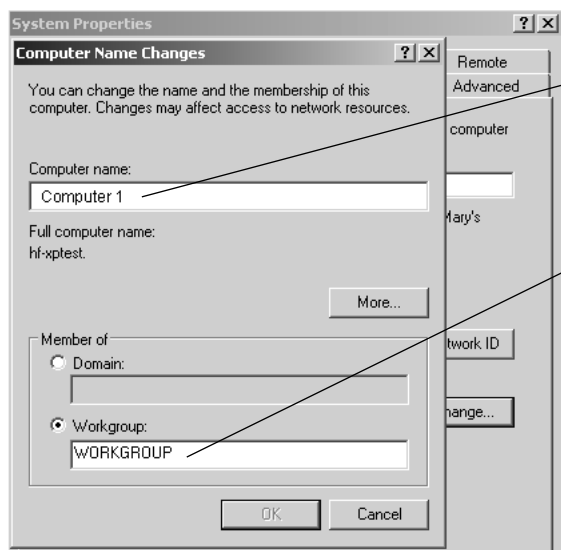 System Properties
Computer Name Changes
Remote
Advanced
You can change the name and the membership of this
computer. Changes may affect access to network resources.
computer
Computer name:
Computer 1
Mary's
Full computer name:
hf-xptest.
More...
Member of
Domain:
twork ID
Workgroup:
WORKGROUP
hange...
OK
Cancel